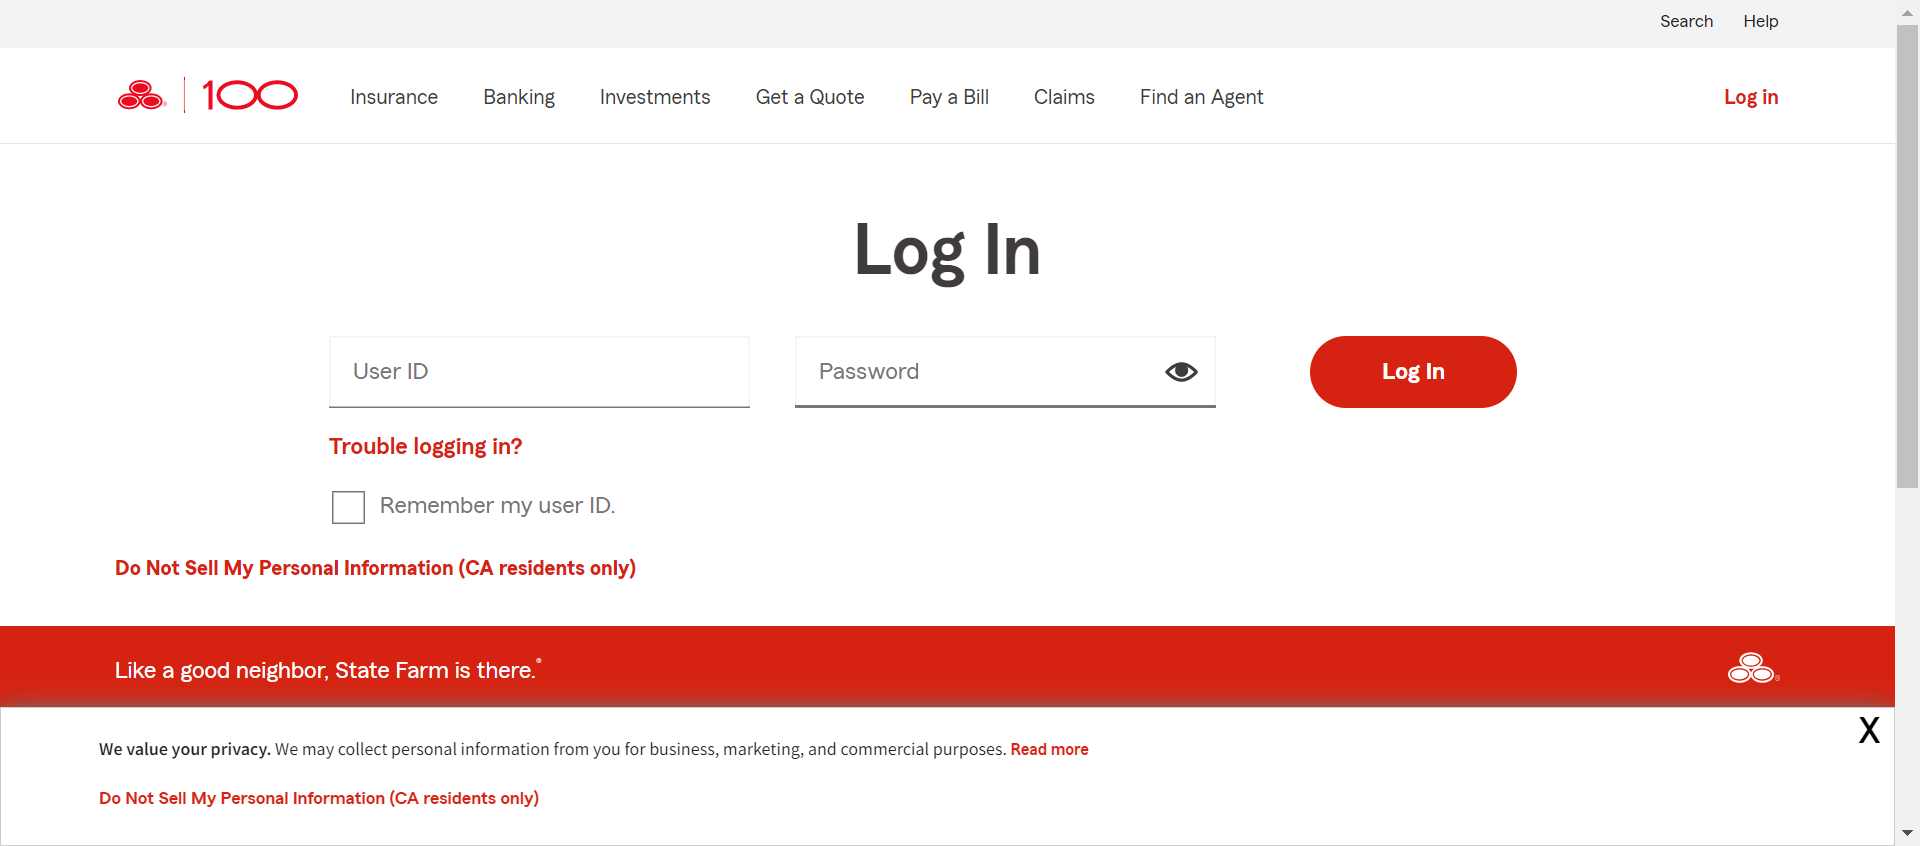 Search Help
100 Insurance Banking Investments Get a Quote Pay a Bill Claims Find an Agent Log in
Log In
User ID Password Log In
Trouble logging in?
Remember my user ID.
Do Not Sell My Personal Information (CA residents only)
Like a good neighbor, State Farm is there.®
X
We value your privacy. We may collect personal information from you for business, marketing, and commercial purposes. Read more
Do Not Sell My Personal Information (CA residents only)